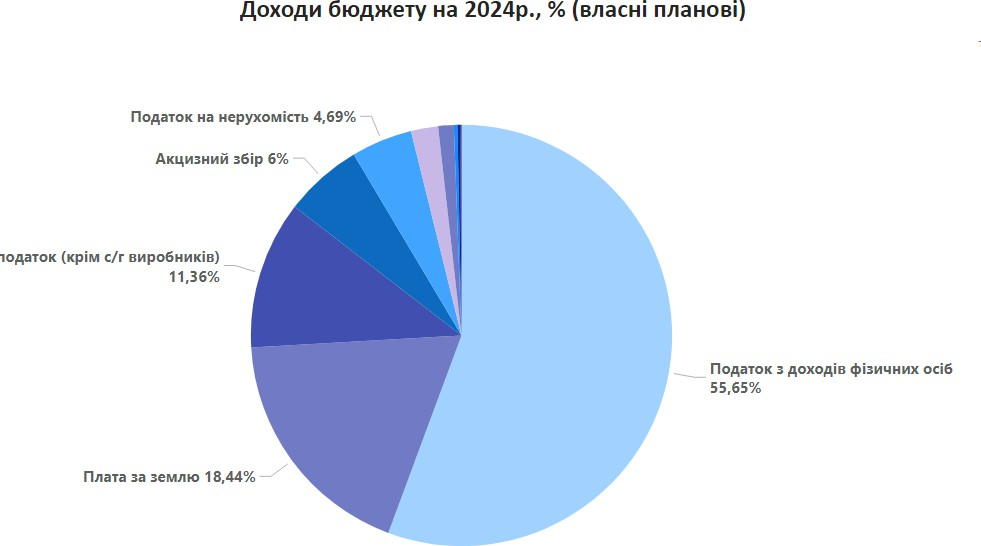 Доходи бюджету на 2024р., % (власні планові)
Податок на нерухомість 4,69%
Акцизний збір 6%
податок (крім с/г виробників)
11,36%
Податок з доходів фізичних осіб
55,65%
Плата за землю 18,44%